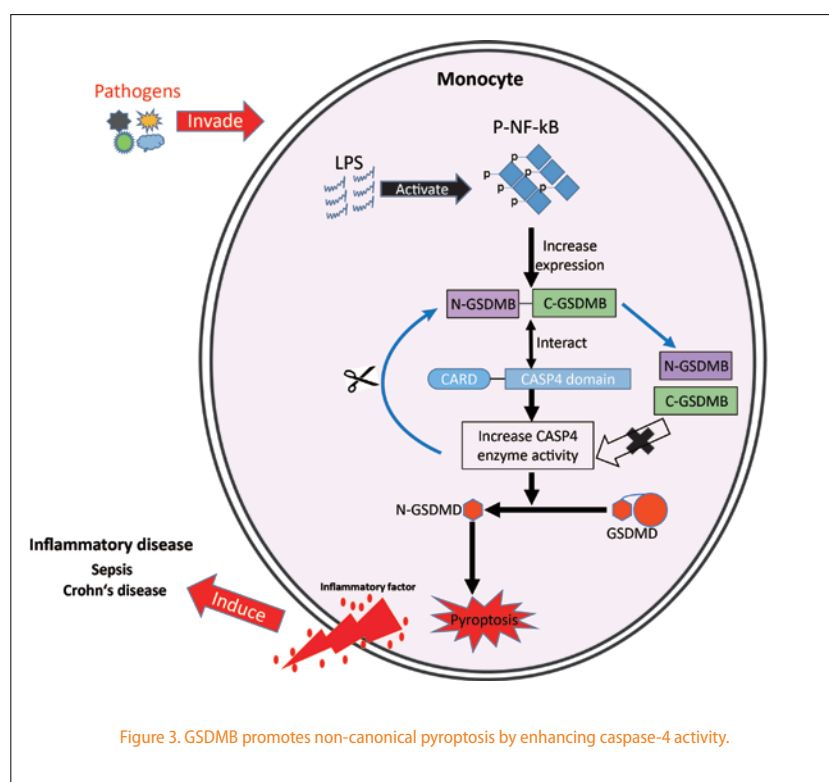 Monocyte
Pathogens
Invade
P-NF-kB
LPS
Activate
p
p
p
p
p
p
Increase
expression
N-GSDMB
C-GSDMB
Interact
N-GSDMB
CARD
CASP4 domain
C-GSDMB
Increase CASP4
enzyme activity
N-GSDMD
GSDMD
Inflammatory disease
Sepsis
Crohn's disease
Induce
Inflammatory factor
Pyroptosis
Figure 3. GSDMB promotes non-canonical pyroptosis by enhancing caspase-4 activity.